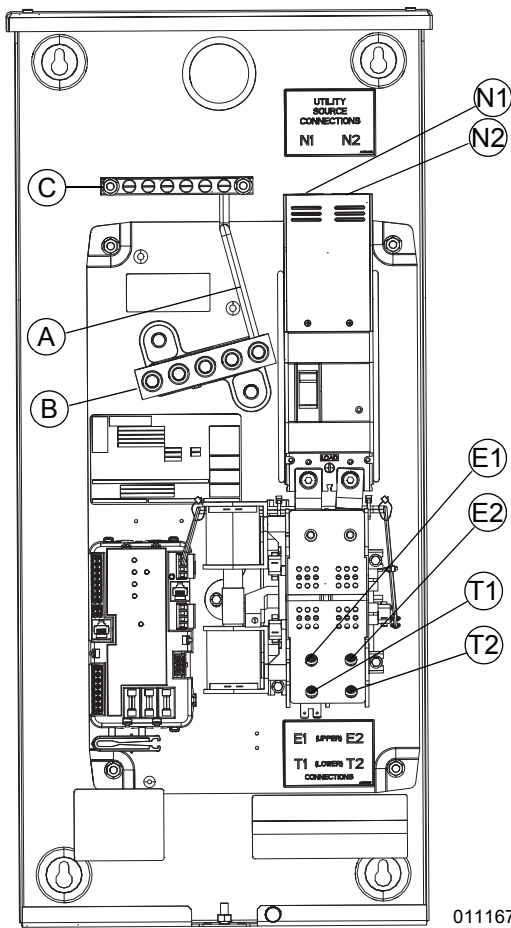 UTILITY
SOURCE
CONNECTIONS
N1 N2
N1
N2
C
A
B
LOAD
E1
E2
T1
T2
E1 (UPPER) E2
T1 (LOWER) T2
CONNECTIONS
011167